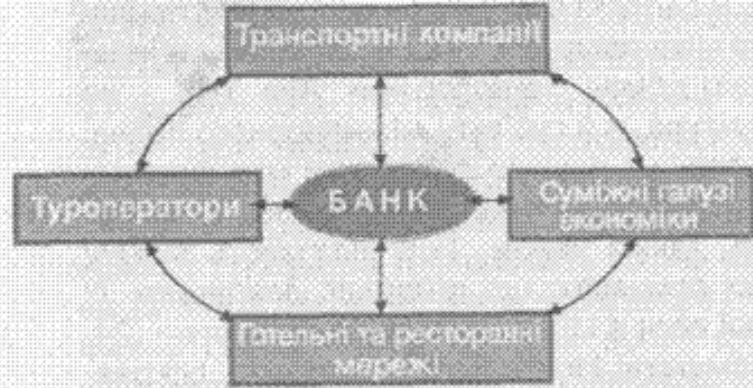 Транспортні компанії
Туроператори
БАНК
Суміжні галузі
економіки
Готельні та ресторанні
мережі